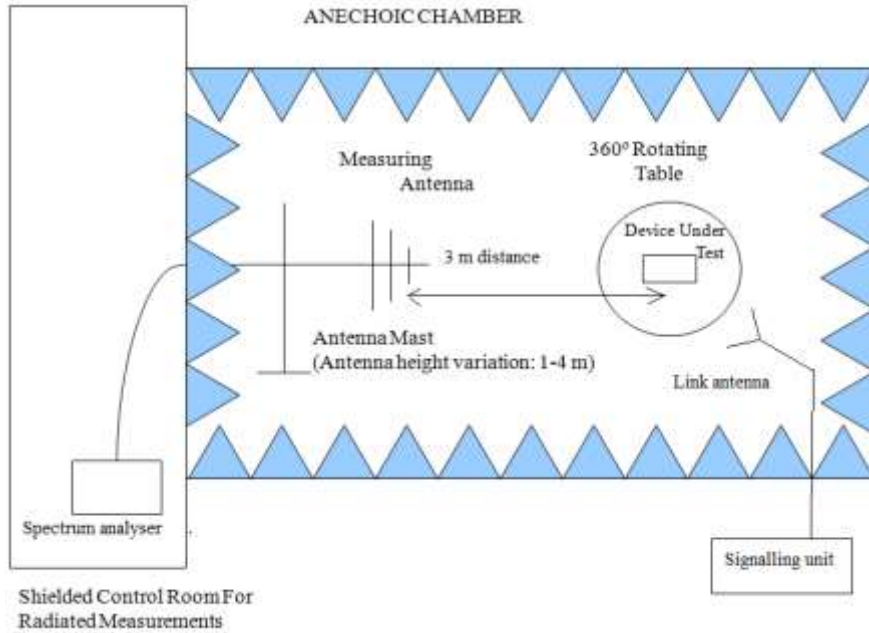 ANECHOIC CHAMBER
Measuring
Antenna
360º Rotating
Table
Device Under
Test
3 m distance
Antenna Mast
(Antenna height variation: 1-4 m)
Link antenna
Spectrum analyser
Signalling unit
Shielded Control Room For
Radiated Measurements